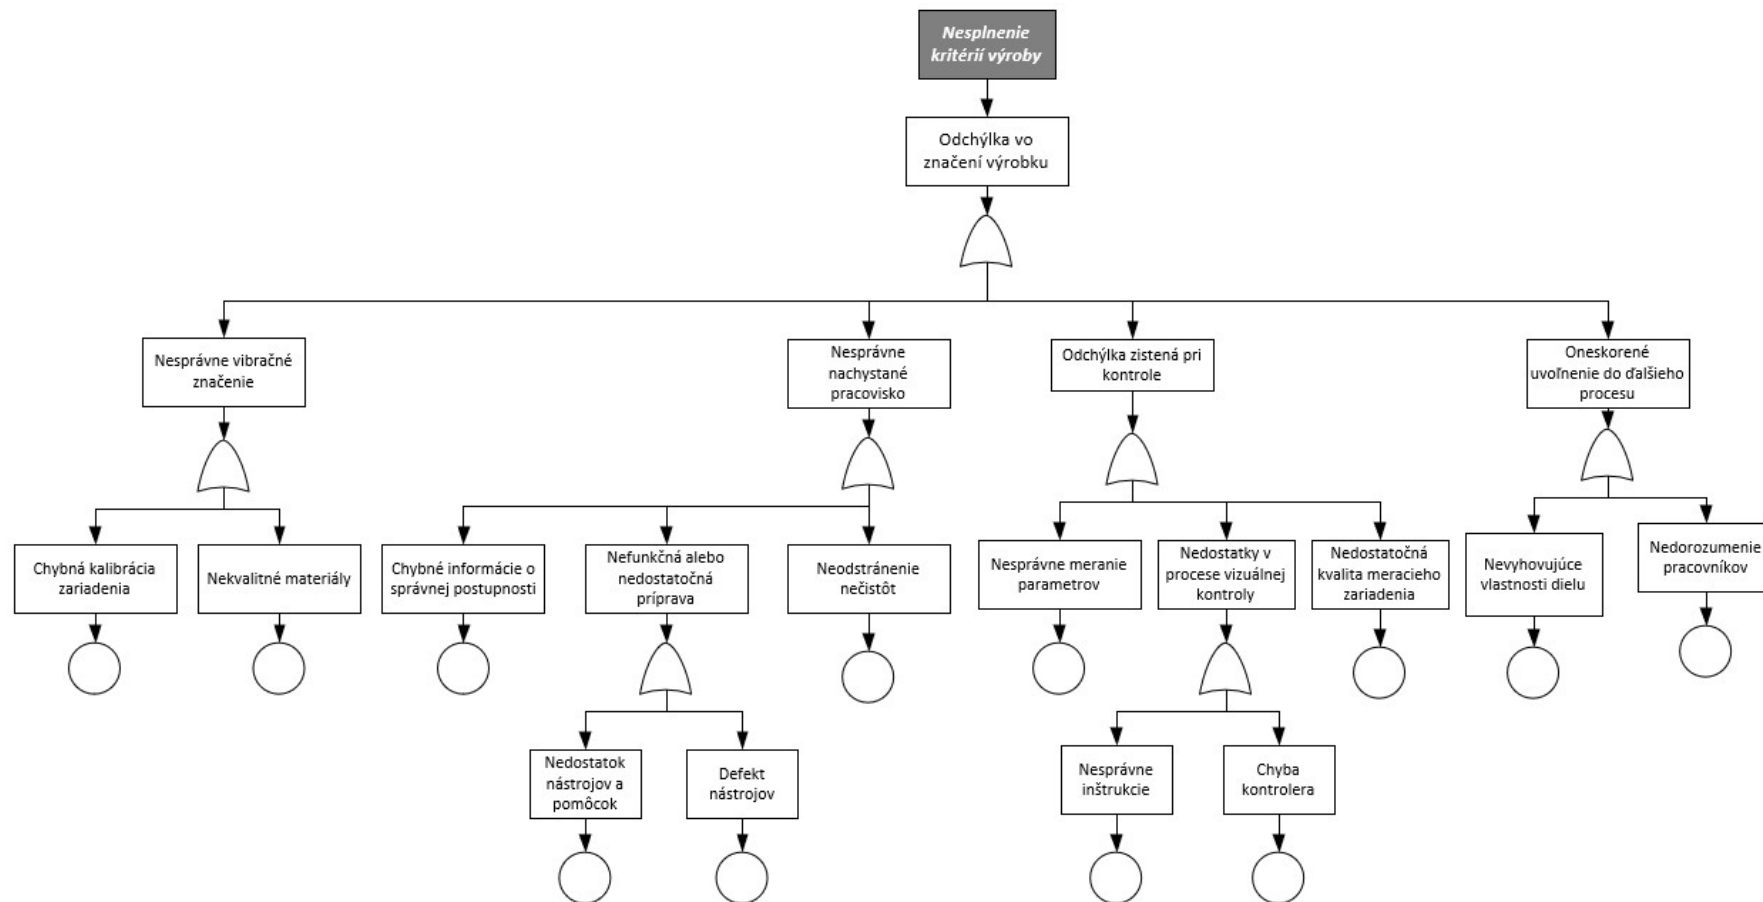 Nesplnenie
kritérií výroby
Odchýlka vo
značení výrobku
Nesprávne vibračné
značenie
Nesprávne
nachystané
pracovisko
Odchýlka zistená pri
kontrole
Oneskorené
uvoľnenie do ďalšieho
procesu
Chybná kalibrácia
zariadenia
Nekvalitné materiály
Chybné informácie o
správnej postupnosti
Nefunkčná alebo
nedostatočná
príprava
Neodstránenie
nečistôt
Nesprávne meranie
parametrov
Nedostatky v
procese vizuálnej
kontroly
Nedostatočná
kvalita meracieho
zariadenia
Nevyhovujúce
vlastnosti dielu
Nedorozumenie
pracovníkov
Nedostatok
nástrojov a
pomôcok
Defekt
nástrojov
Nesprávne
inštrukcie
Chyba
kontrolera